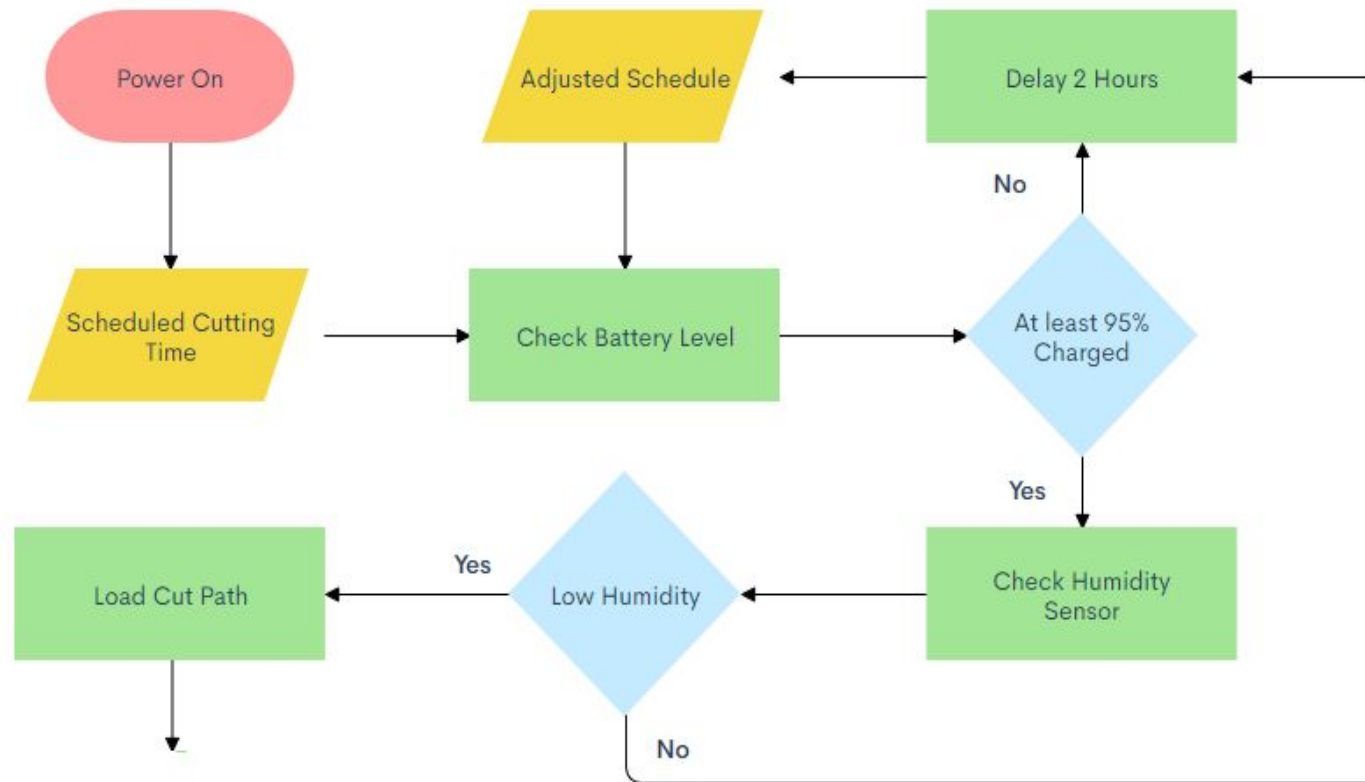 Power On
Adjusted Schedule
Delay 2 Hours
No
Scheduled Cutting
Time
Check Battery Level
At least 95%
Charged
Yes
Check Humidity
Sensor
Low Humidity
Yes
Load Cut Path
No